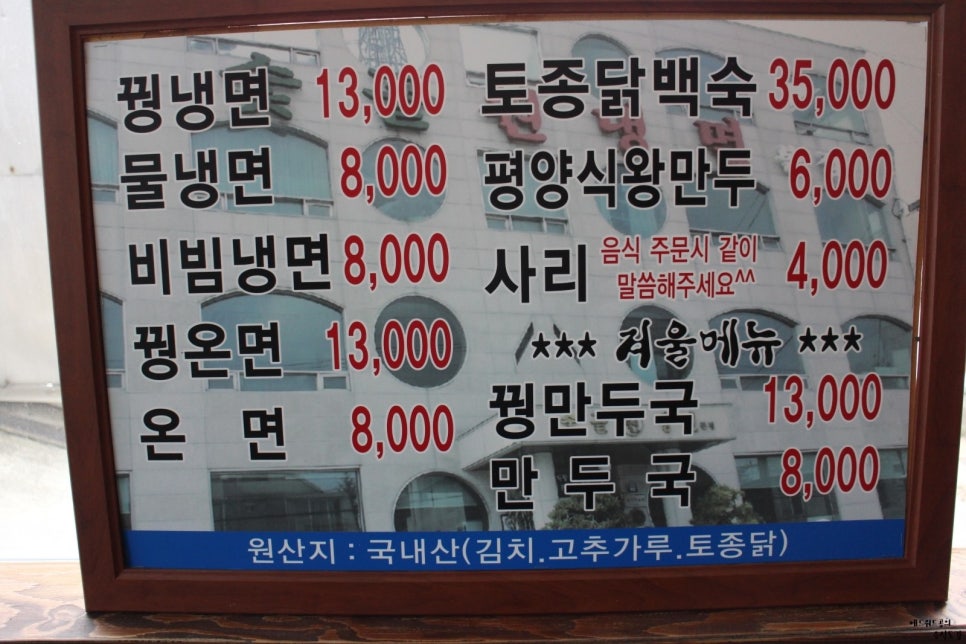 꿩냉면 13,000
물냉면 8,000
비빔냉면 8,000
꿩온면 13,000
온 면 8,000
토종닭백숙 35,000
평양식왕만두 6,000
사리 음식 주문시 같이 말씀해주세요^^ 4,000
*** 겨울메뉴 ***
꿩만두국 13,000
만두국 8,000
원산지 : 국내산(김치.고추가루.토종닭)